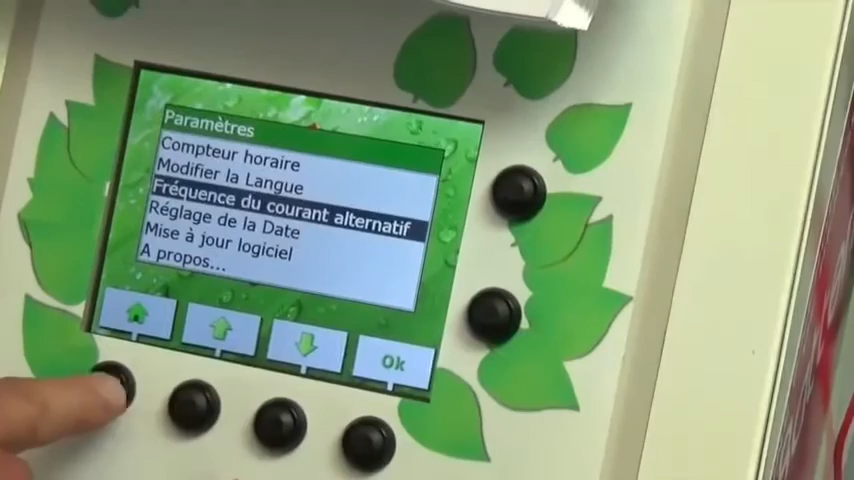 Paramètres
Compteur horaire
Modifier la Langue
Fréquence du courant alternatif
Réglage de la Date
Mise à jour logiciel
A propos...
Ok